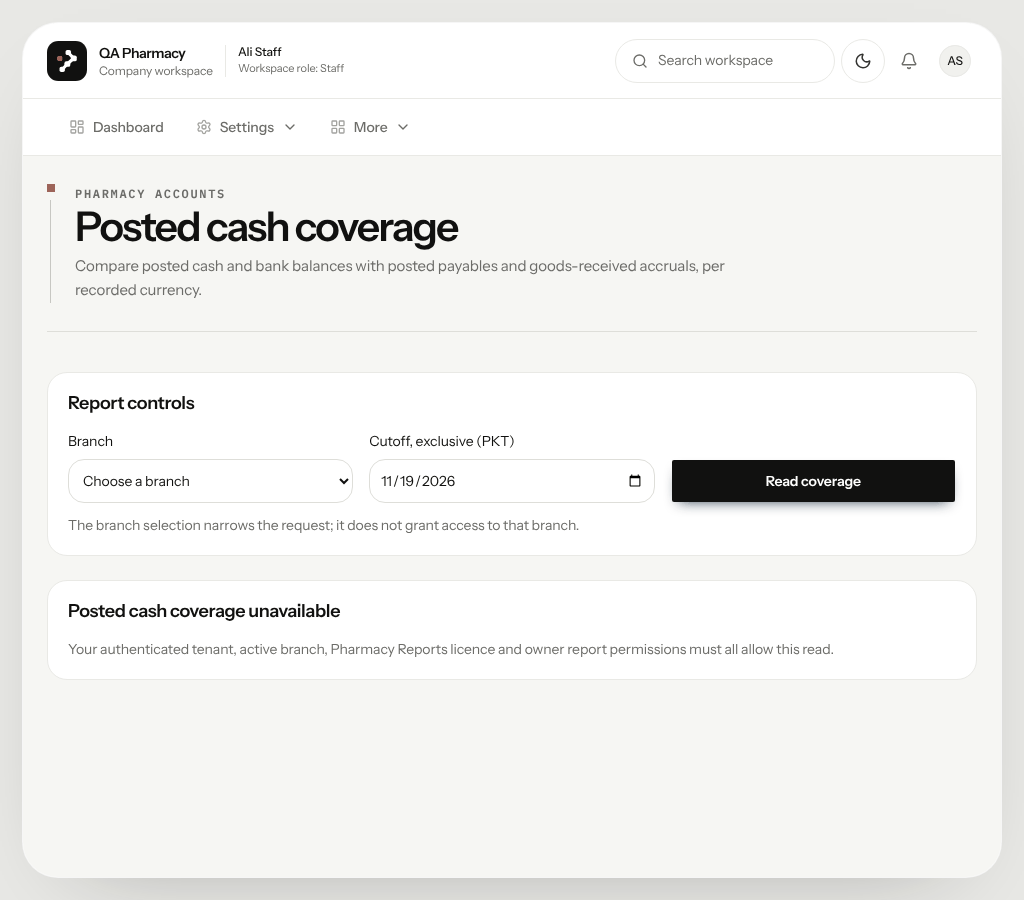 QA Pharmacy
Company workspace
Ali Staff
Workspace role: Staff
Search workspace
AS
Dashboard
Settings
More
PHARMACY ACCOUNTS
Posted cash coverage
Compare posted cash and bank balances with posted payables and goods-received accruals, per
recorded currency.
Report controls
Branch
Cutoff, exclusive (PKT)
Choose a branch
11/19/2026
Read coverage
The branch selection narrows the request; it does not grant access to that branch.
Posted cash coverage unavailable
Your authenticated tenant, active branch, Pharmacy Reports licence and owner report permissions must all allow this read.